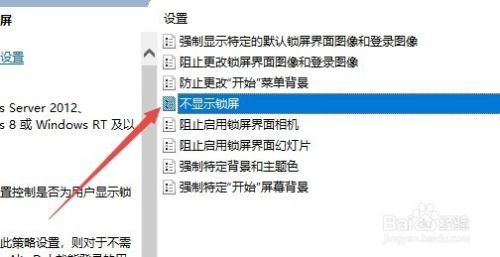 屏
设置
s Server 2012、
s 8 或 Windows RT 及以
置控制是否为用户显示锁
此策略设置，则对于不需
设置
强制显示特定的默认锁屏界面图像和登录图像
阻止更改锁屏界面图像和登录图像
防止更改“开始”菜单背景
不显示锁屏
阻止启用锁屏界面相机
阻止启用锁屏界面幻灯片
强制特定背景和主题色
强制特定“开始”屏幕背景
Baidu 经验
jingyan.baidu.com